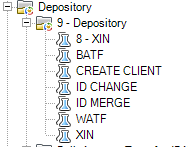 Depository
9 - Depository
8 - XIN
BATF
CREATE CLIENT
ID CHANGE
ID MERGE
WATF
XIN